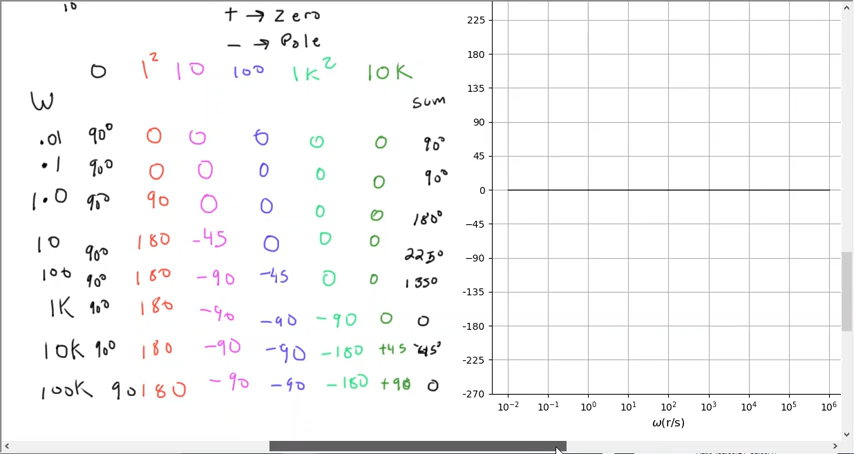 10
+ → Zero
- → Pole
0 1² 10 100 1K² 10K
W sum
.01 90° 0 0 0 0 0 90°
.1 90° 0 0 0 0 0 90°
1.0 90° 90 0 0 0 0 180°
10 90° 180 -45 0 0 0 225°
100 90° 180 -90 -45 0 0 135°
1K 90° 180 -90 -90 -90 0 0
10K 90° 180 -90 -90 -180 +45 -45°
100K 90 180 -90 -90 -180 +90 0
225
180
135
90
45
0
-45
-90
-135
-180
-225
-270
10⁻² 10⁻¹ 10⁰ 10¹ 10² 10³ 10⁴ 10⁵ 10⁶
ω(r/s)